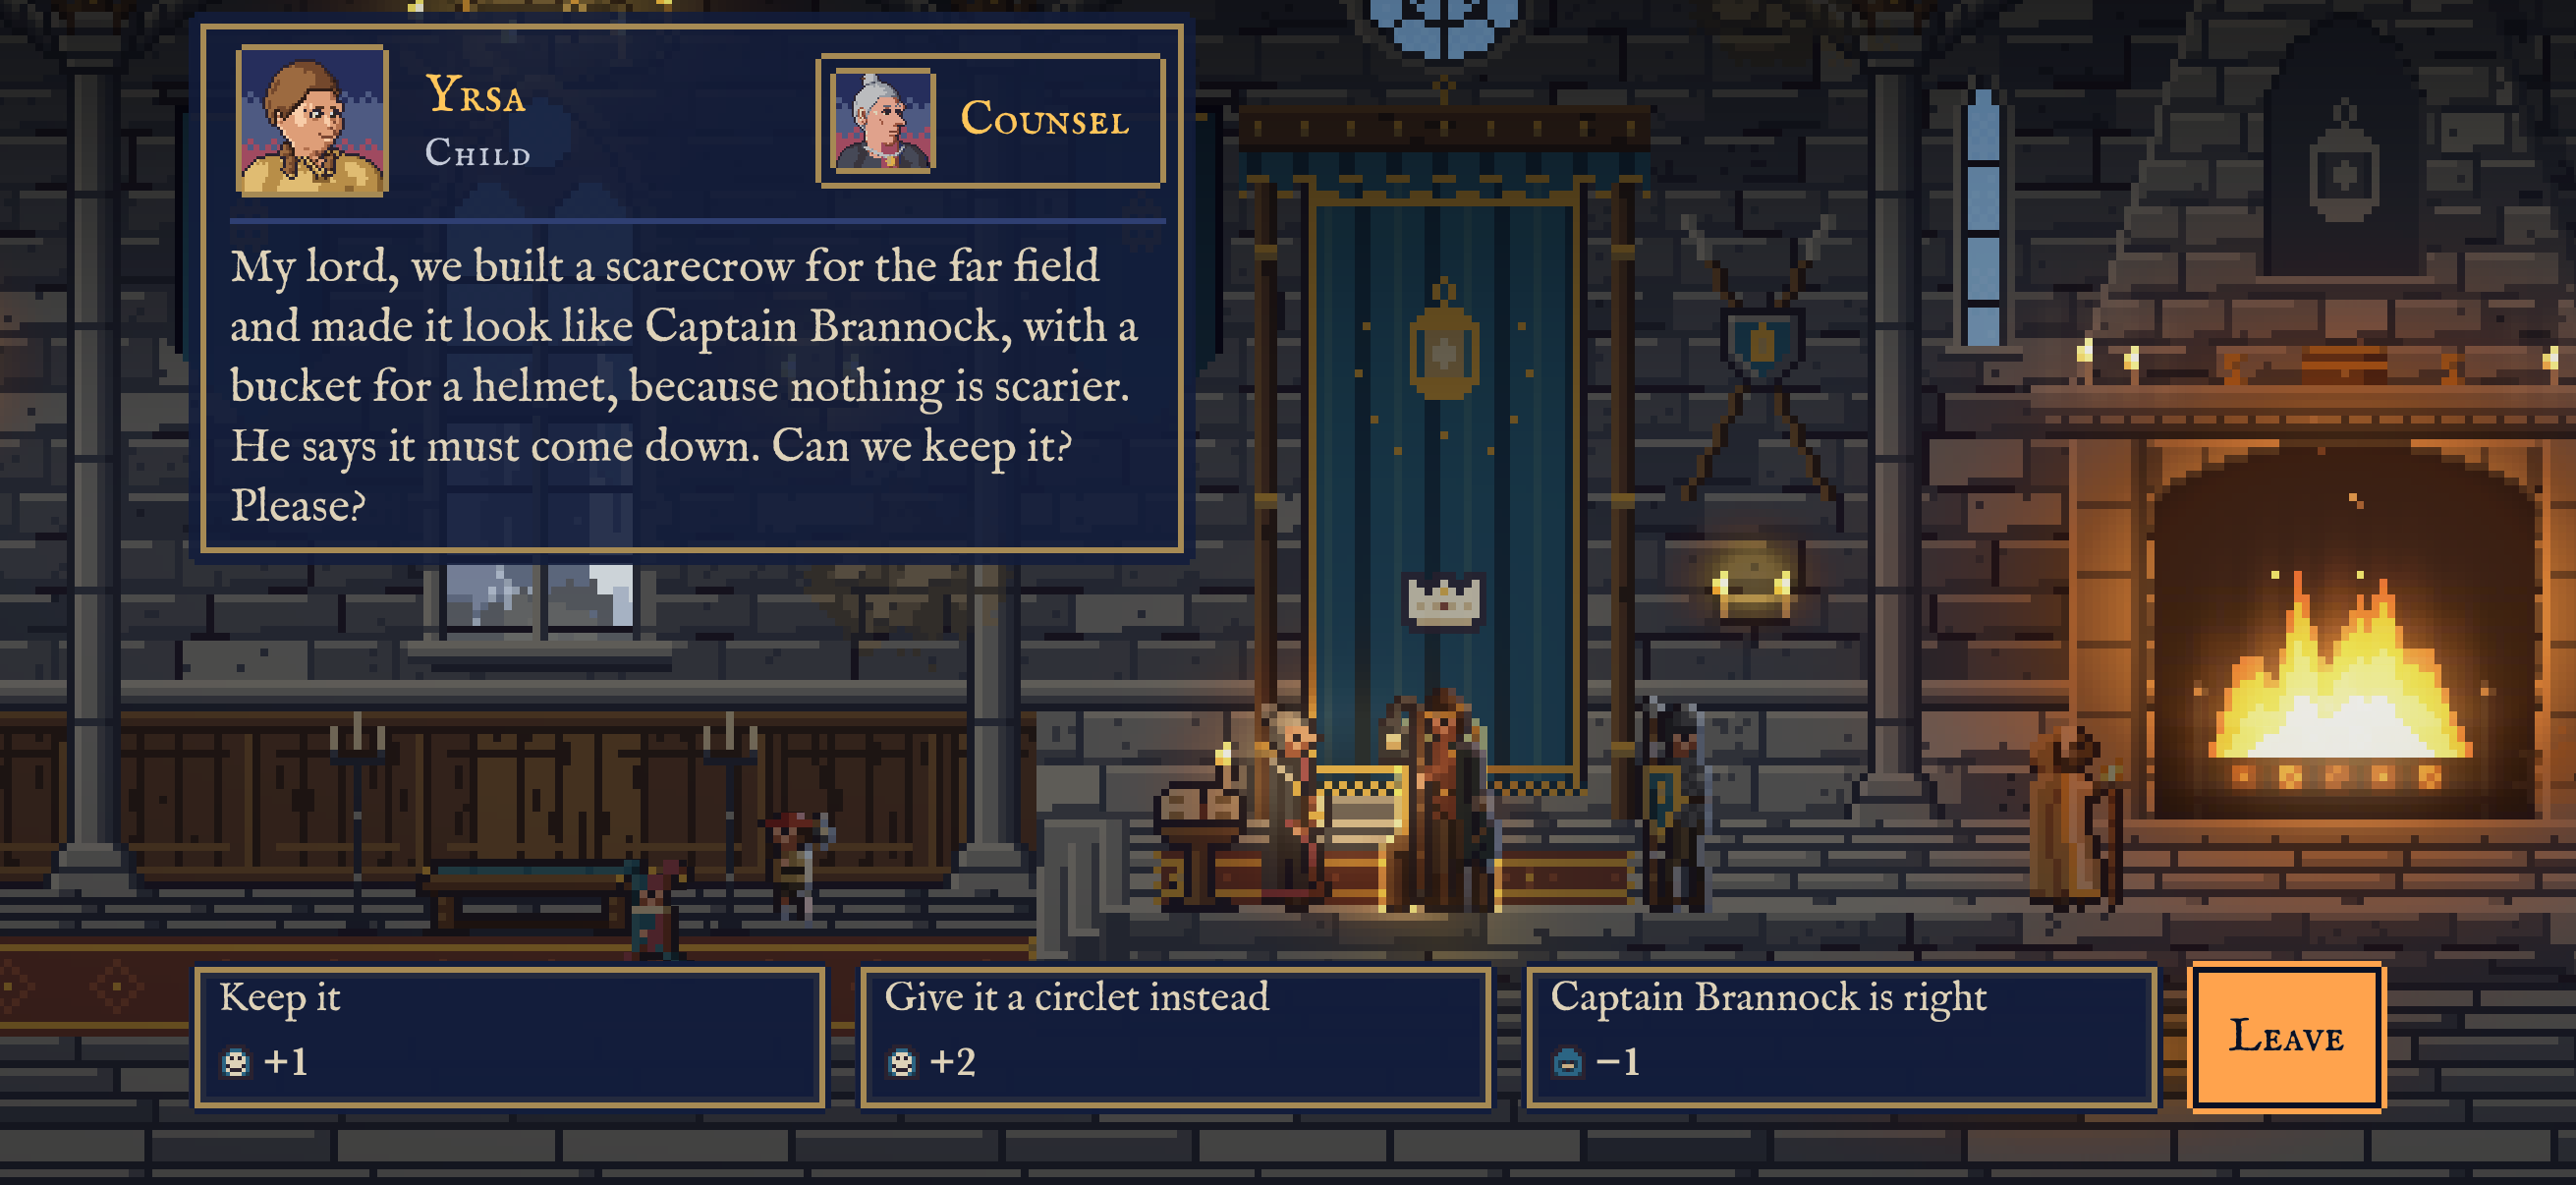 Yrsa
Child
Counsel
My lord, we built a scarecrow for the far field
and made it look like Captain Brannock, with a
bucket for a helmet, because nothing is scarier.
He says it must come down. Can we keep it?
Please?
Keep it
+1
Give it a circlet instead
+2
Captain Brannock is right
−1
Leave